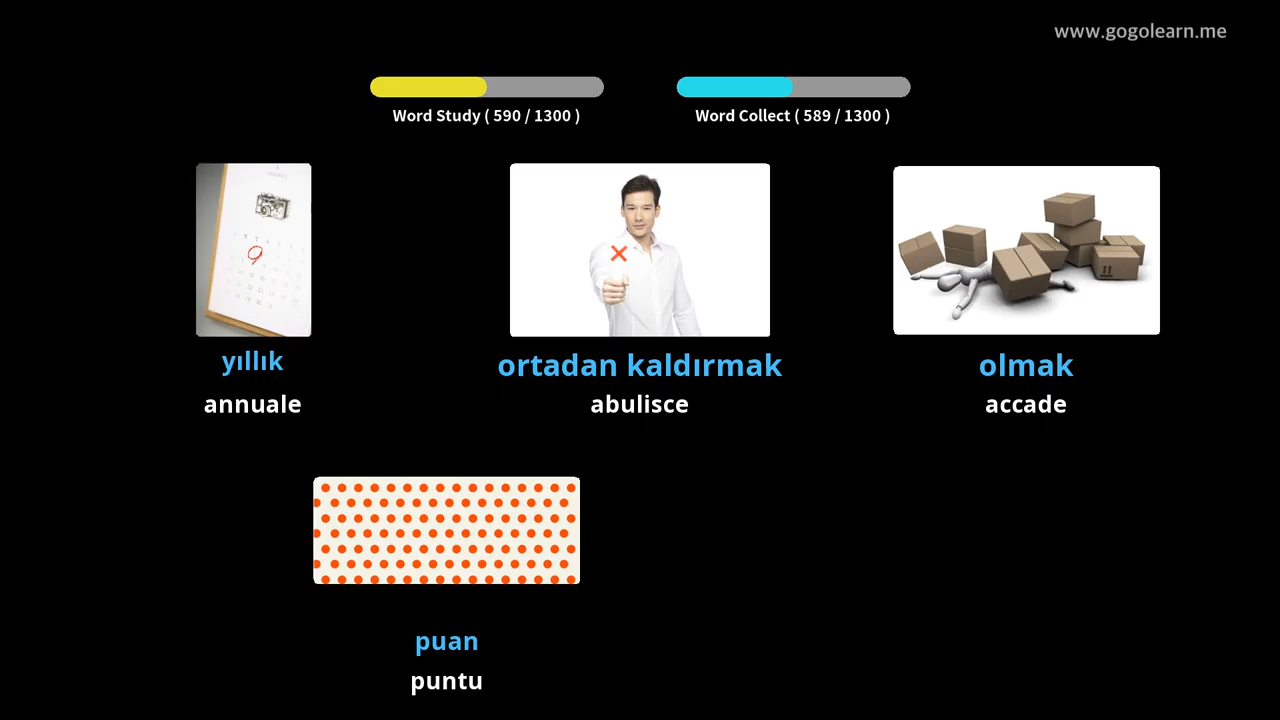 www.gogolearn.me
Word Study ( 590 / 1300 )
Word Collect ( 589 / 1300 )
yıllık
annuale
ortadan kaldırmak
abulisce
olmak
accade
puan
puntu